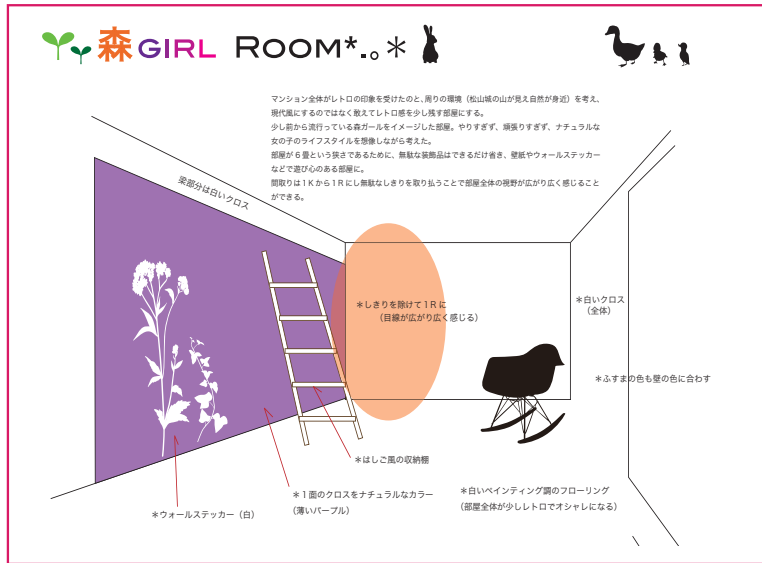 森GIRL ROOM*.。*
マンション全体がレトロの印象を受けたのと、周りの環境（松山城の山が見え自然が身近）を考え、
現代風にするのではなく敢えてレトロ感を少し残す部屋にする。
少し前から流行っている森ガールをイメージした部屋。やりすぎず、頑張りすぎず、ナチュラルな
女の子のライフスタイルを想像しながら考えた。
部屋が６畳という狭さであるために、無駄な装飾品はできるだけ省き、壁紙やウォールステッカー
などで遊び心のある部屋に。
間取りは１Kから１Rにし無駄なしきりを取り払うことで部屋全体の視野が広がり広く感じること
ができる。
梁部分は白いクロス
＊しきりを除けて１Rに
（目線が広がり広く感じる）
＊白いクロス
（全体）
＊ふすまの色も壁の色に合わす
＊はしご風の収納棚
＊１面のクロスをナチュラルなカラー
（薄いパープル）
＊白いペインティング調のフローリング
（部屋全体が少しレトロでオシャレになる）
＊ウォールステッカー（白）